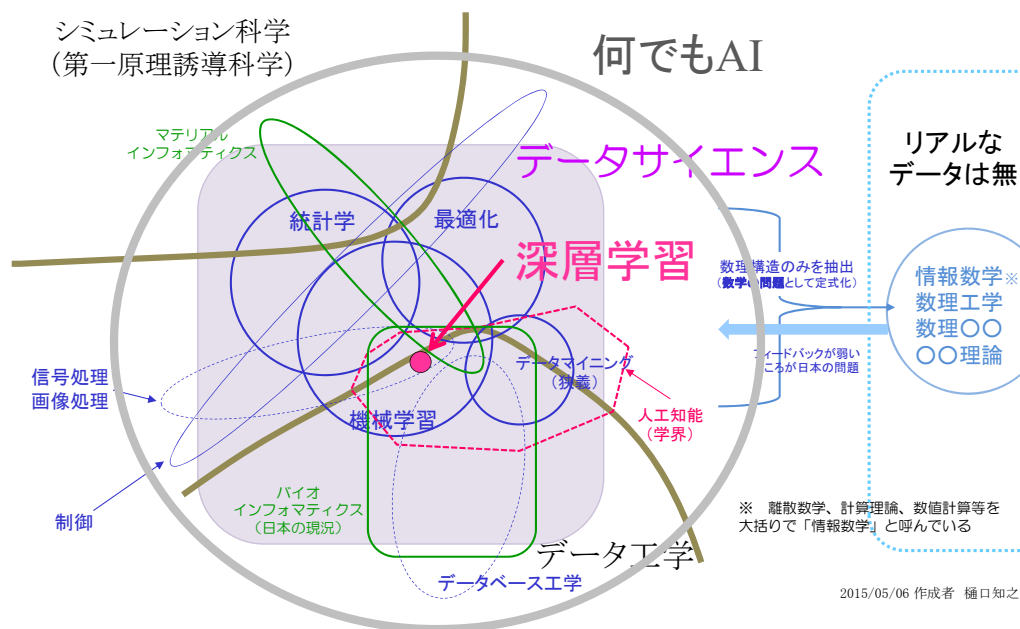 シミュレーション科学
(第一原理誘導科学)
何でもAI
マテリアル
インフォマティクス
データサイエンス
リアルな
データは無
統計学
最適化
深層学習
数理構造のみを抽出
(数学の問題として定式化)
情報数学※
数理工学
数理〇〇
〇〇理論
フィードバックが弱い
ころが日本の問題
データマイニング
(狭義)
信号処理
画像処理
機械学習
人工知能
(学界)
制御
バイオ
インフォマティクス
(日本の現況)
※ 離散数学、計算理論、数値計算等を
大括りで「情報数学」と呼んでいる
データ工学
データベース工学
2015/05/06 作成者 樋口知之